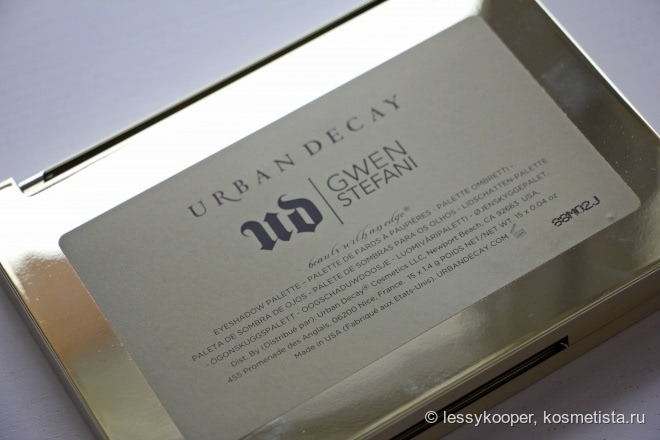 URBAN DECAY
UD | GWEN
STEFANI
beauty with an edge®
EYESHADOW PALETTE - PALETTE DE FARDS À PAUPIÈRES - PALETTE OMBRETTI -
PALETA DE SOMBRA DE OJOS - PALETE DE SOMBRAS PARA OS OLHOS - LIDSCHATTEN-PALETTE
- ÖGONSKUGGSPALETT - OOGSCHADUWDOOSJE - LUOMIVÄRIPALETTI - ØJENSKYGGEPALET.
Dist. By (Distribué par): Urban Decay® Cosmetics LLC, Newport Beach, CA 92663 USA.
455 Promenade des Anglais, 06200 Nice, France. 15 x 1.4 g POIDS NET/NET WT. 15 x 0.04 oz
Made in USA (Fabriqué aux Etats-Unis). URBANDECAY.COM
© lessykooper, kosmetista.ru